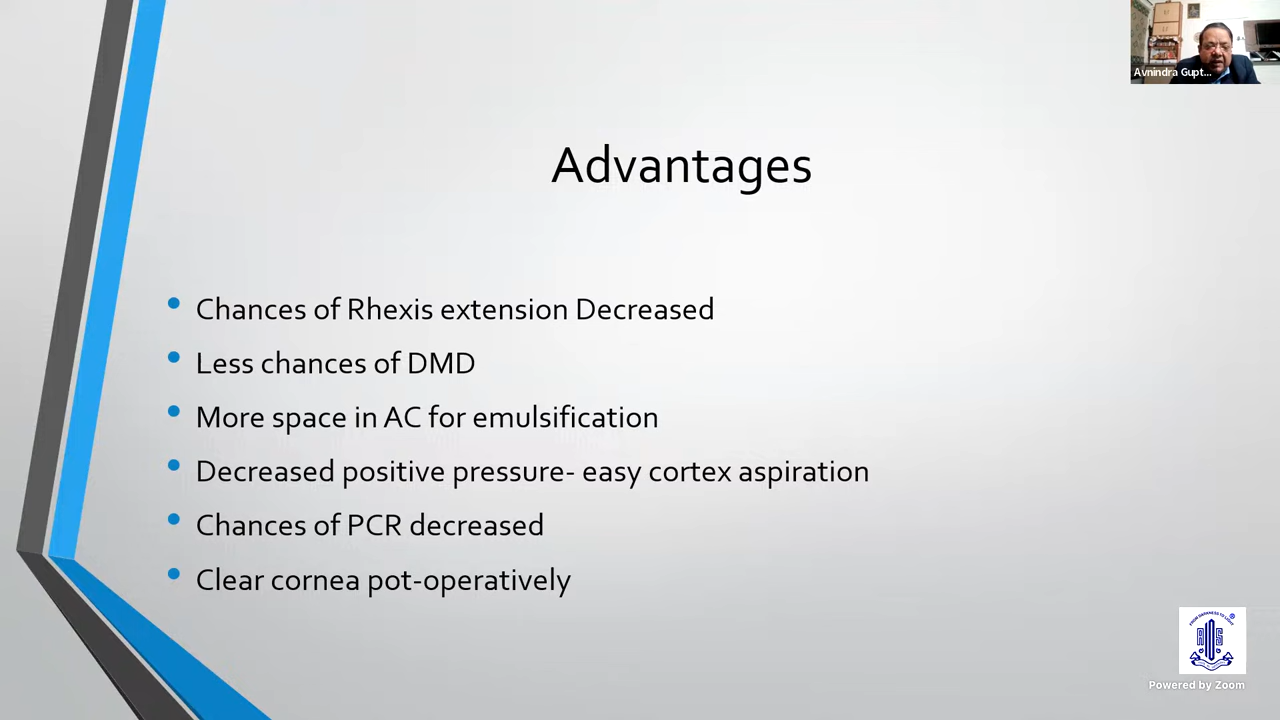 Avnindra Gupt...
Advantages
• Chances of Rhexis extension Decreased
• Less chances of DMD
• More space in AC for emulsification
• Decreased positive pressure- easy cortex aspiration
• Chances of PCR decreased
• Clear cornea pot-operatively
Powered by Zoom